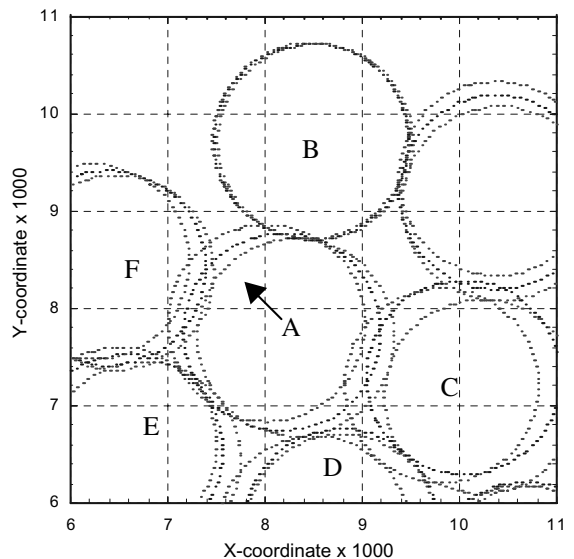 11
10
9
8
7
6
Y-coordinate x 1000
B
F
A
C
E
D
6 7 8 9 10 11
X-coordinate x 1000